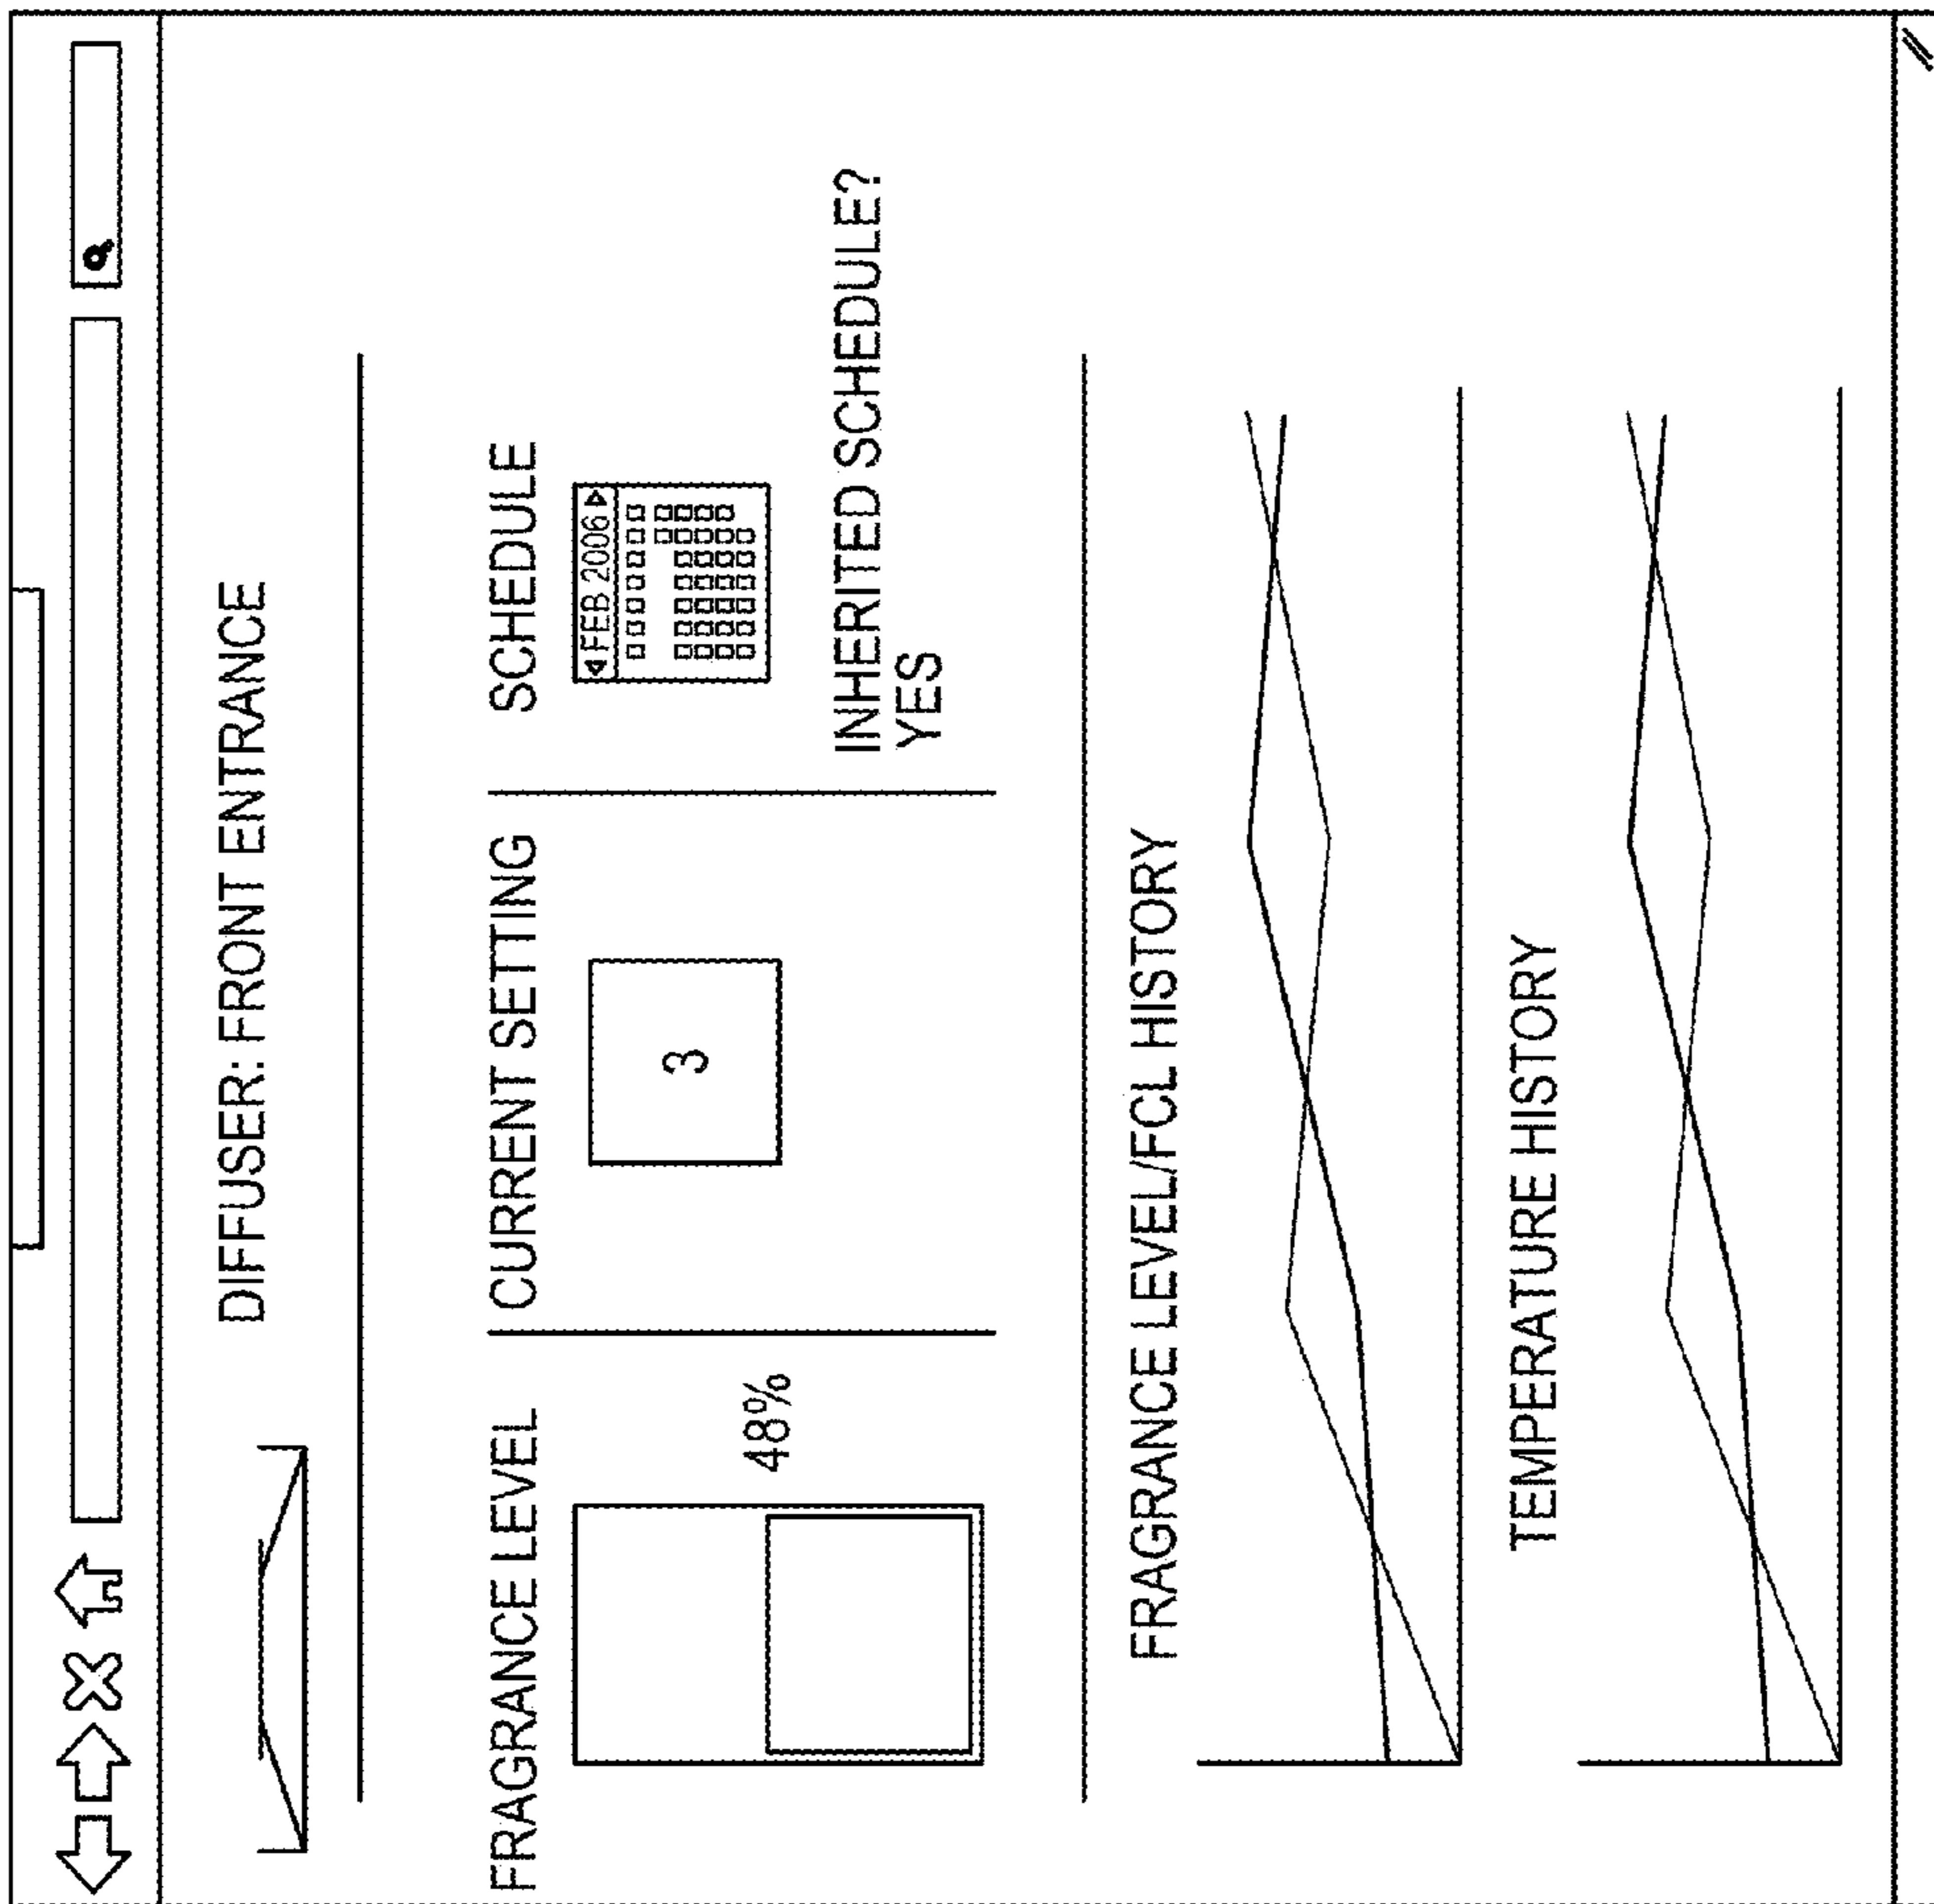 DIFFUSER: FRONT ENTRANCE
FRAGRANCE LEVEL
48%
CURRENT SETTING
3
SCHEDULE
FEB 2006
INHERITED SCHEDULE?
YES
FRAGRANCE LEVEL/FCL HISTORY
TEMPERATURE HISTORY